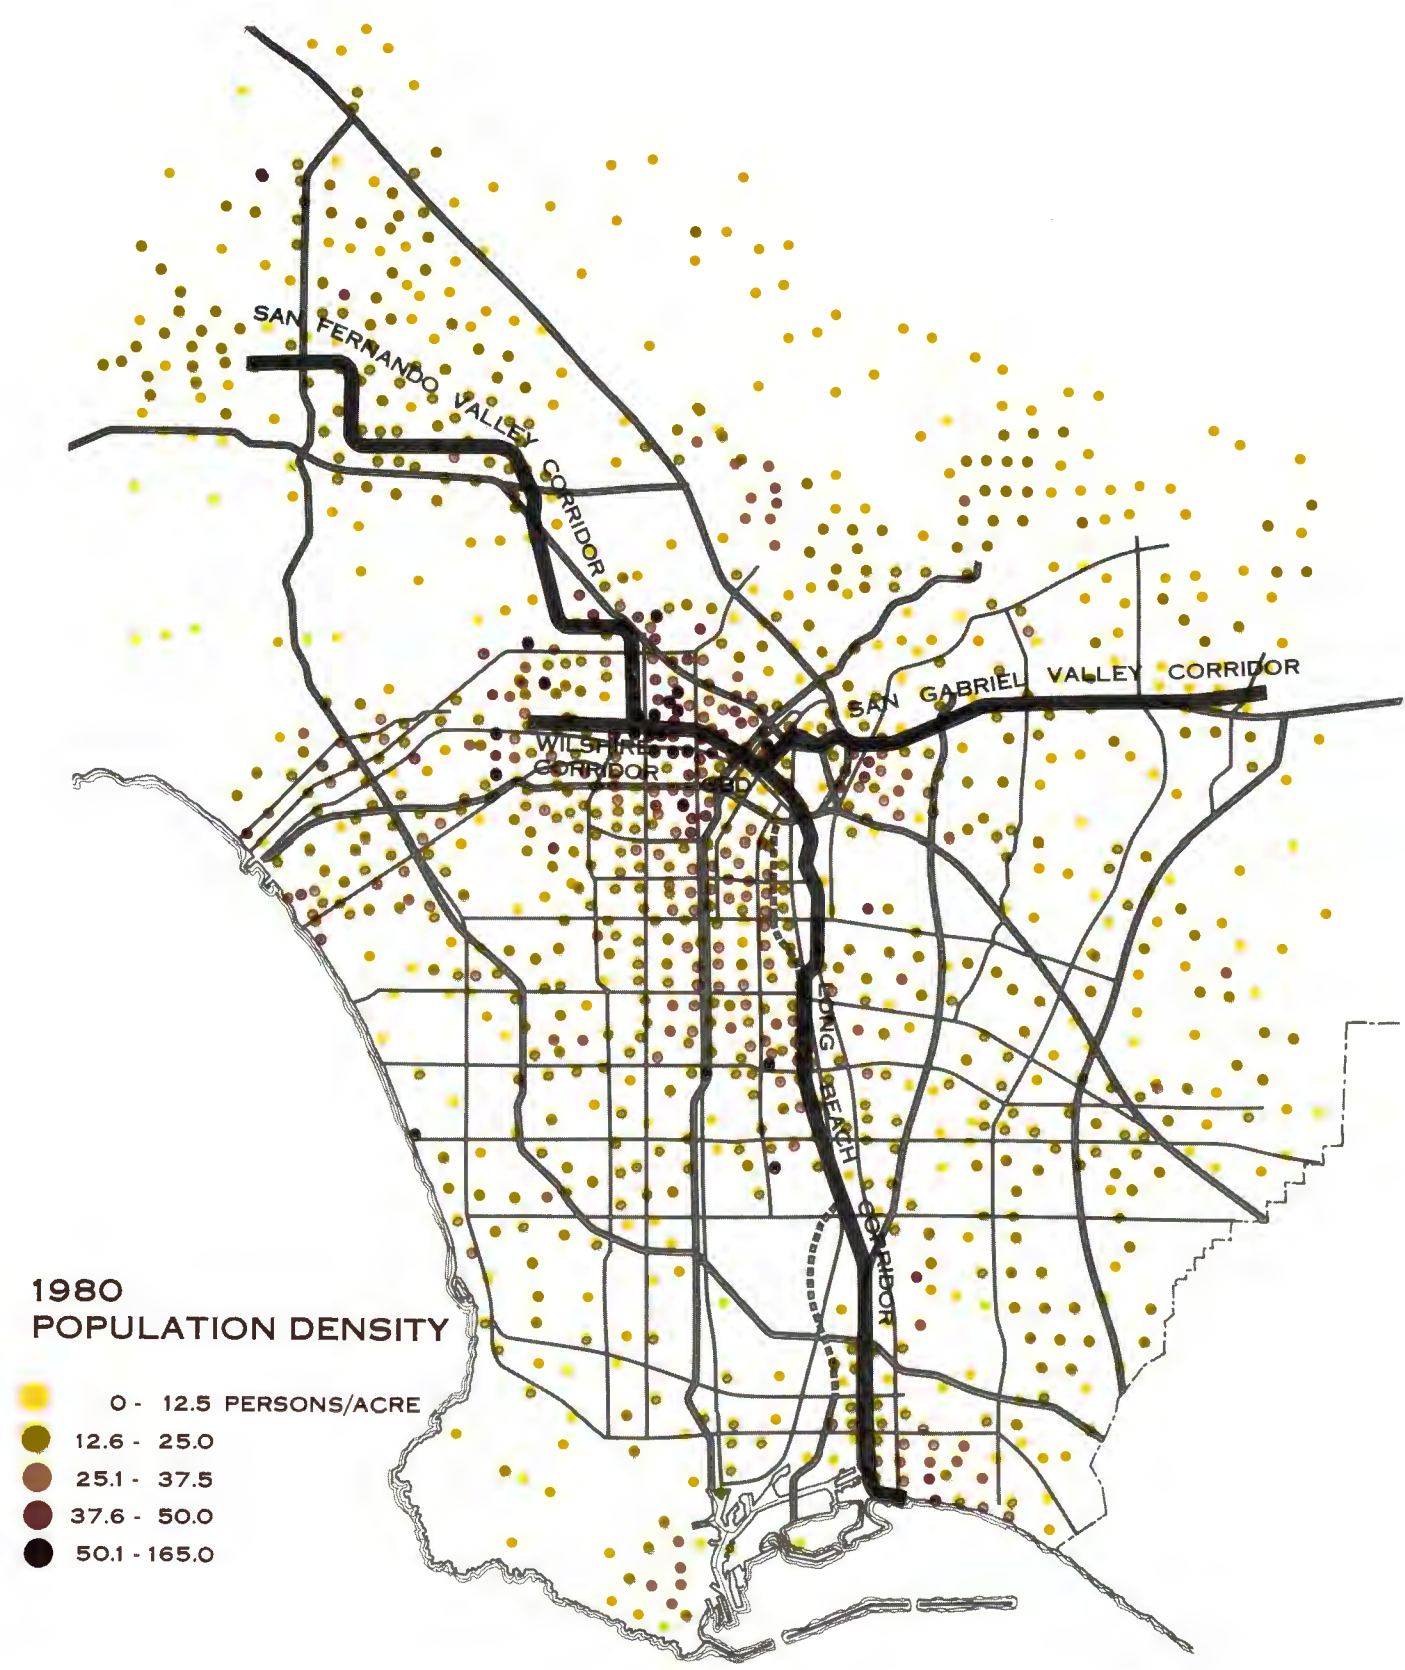 SAN FERNANDO VALLEY CORRIDOR
SAN GABRIEL VALLEY CORRIDOR
WILSHIRE
CORRIDOR
CBD
LONG BEACH CORRIDOR
1980
POPULATION DENSITY
0 - 12.5 PERSONS/ACRE
12.6 - 25.0
25.1 - 37.5
37.6 - 50.0
50.1 - 165.0